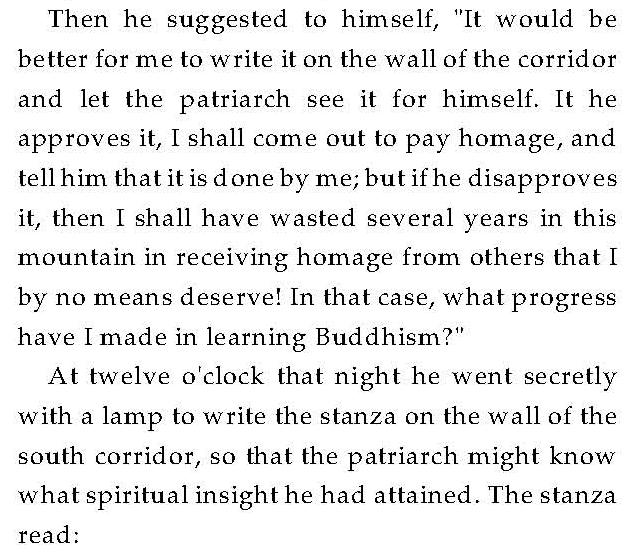 Then he suggested to himself, "It would be
better for me to write it on the wall of the corridor
and let the patriarch see it for himself. It he
approves it, I shall come out to pay homage, and
tell him that it is done by me; but if he disapproves
it, then I shall have wasted several years in this
mountain in receiving homage from others that I
by no means deserve! In that case, what progress
have I made in learning Buddhism?"
At twelve o'clock that night he went secretly
with a lamp to write the stanza on the wall of the
south corridor, so that the patriarch might know
what spiritual insight he had attained. The stanza
read: